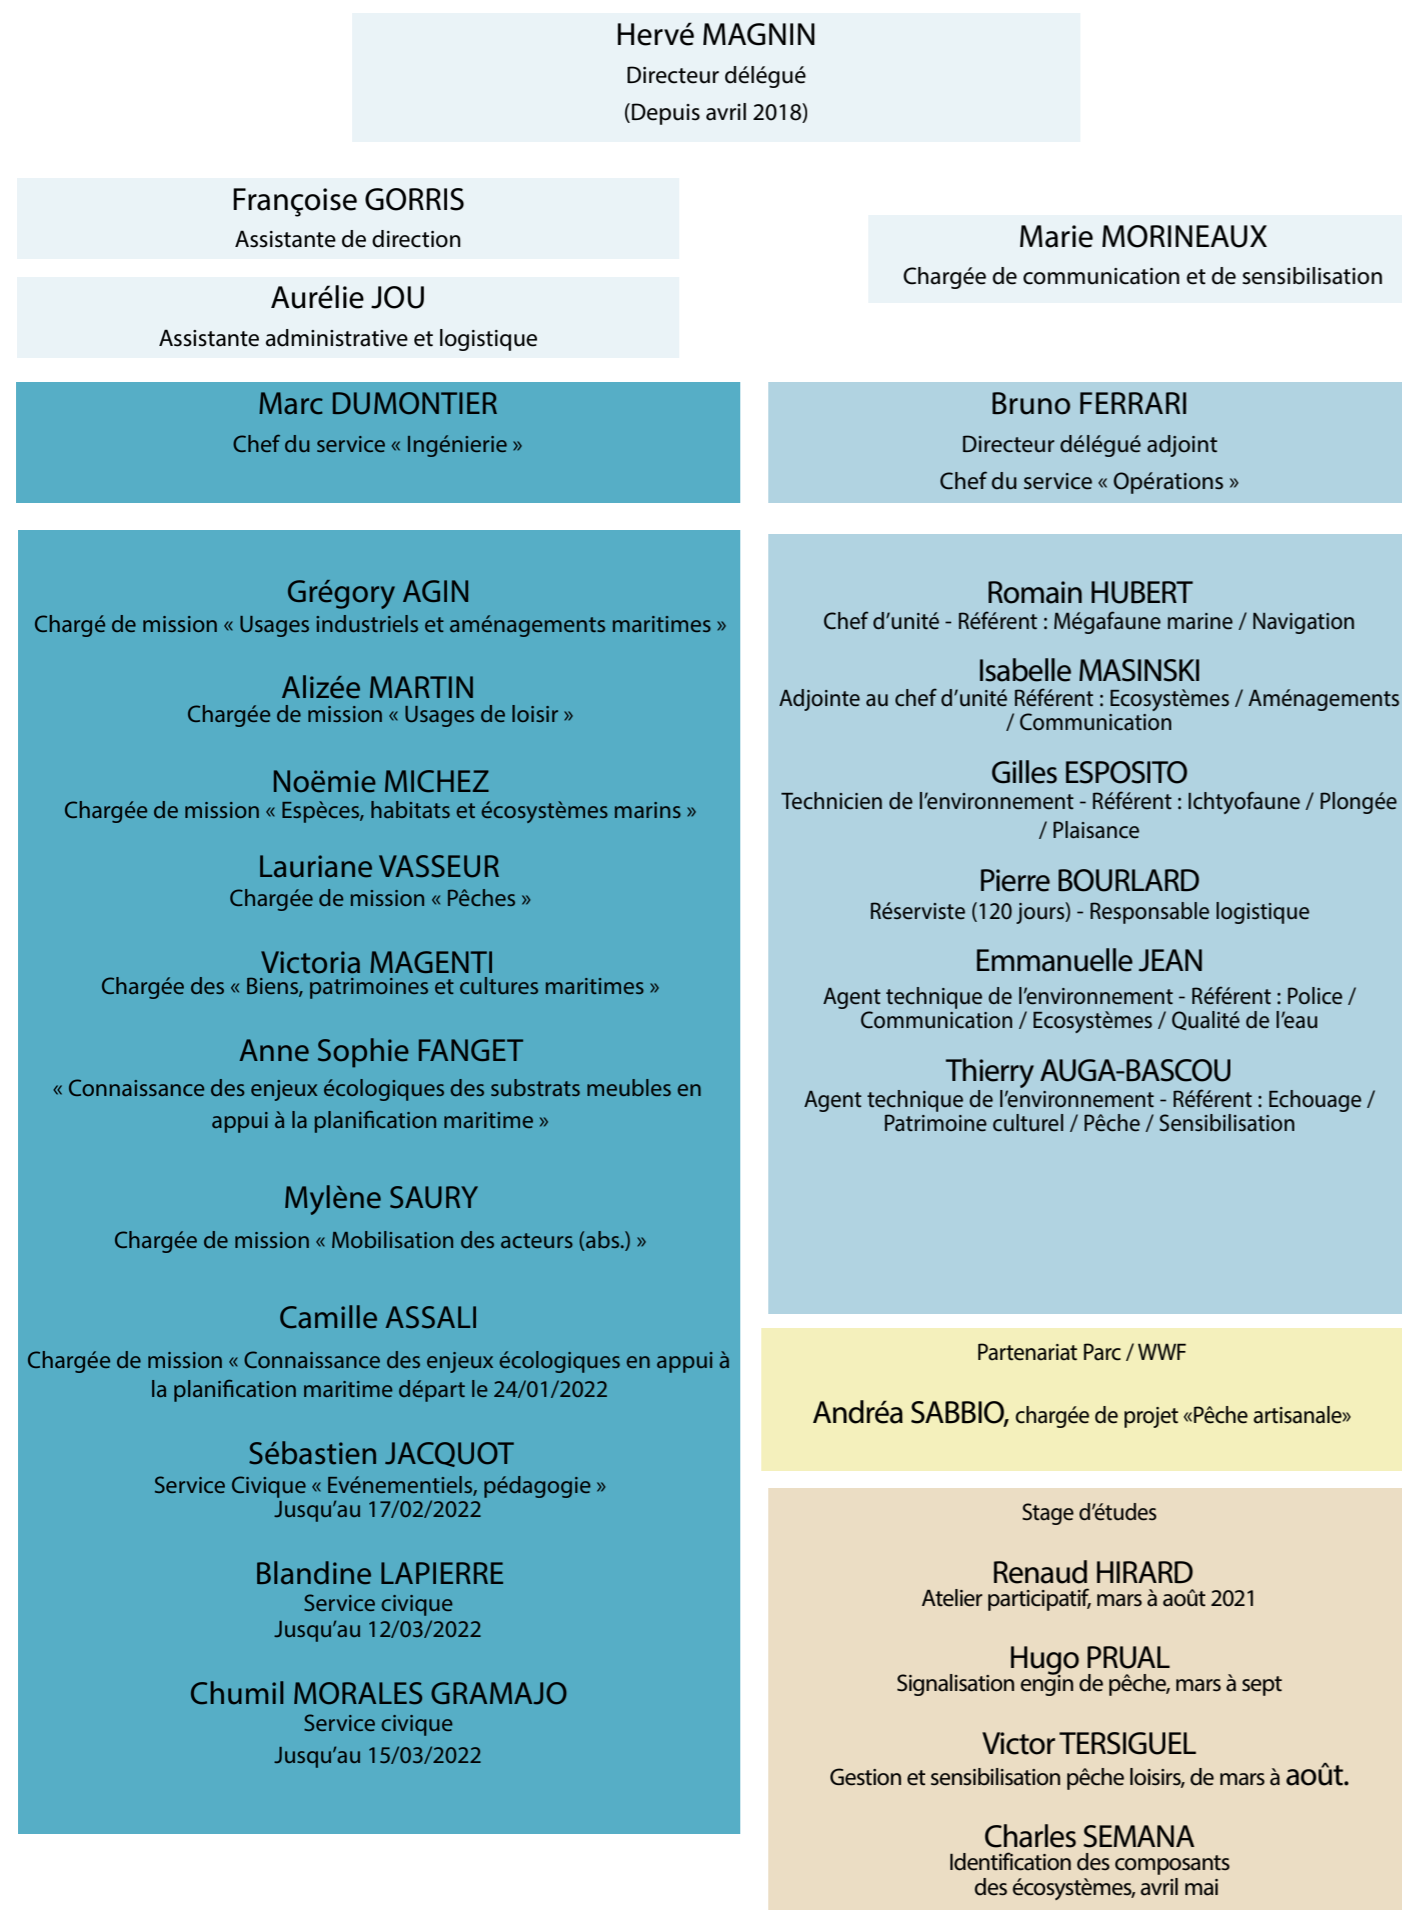 Hervé MAGNIN
Directeur délégué
(Depuis avril 2018)
Françoise GORRIS
Assistante de direction
Aurélie JOU
Assistante administrative et logistique
Marie MORINEAUX
Chargée de communication et de sensibilisation
Marc DUMONTIER
Chef du service « Ingénierie »
Bruno FERRARI
Directeur délégué adjoint
Chef du service « Opérations »
Grégory AGIN
Chargé de mission « Usages industriels et aménagements maritimes »
Alizée MARTIN
Chargée de mission « Usages de loisir »
Noëmie MICHEZ
Chargée de mission « Espèces, habitats et écosystèmes marins »
Lauriane VASSEUR
Chargée de mission « Pêches »
Victoria MAGENTI
Chargée des « Biens, patrimoines et cultures maritimes »
Anne Sophie FANGET
« Connaissance des enjeux écologiques des substrats meubles en
appui à la planification maritime »
Mylène SAURY
Chargée de mission « Mobilisation des acteurs (abs.) »
Camille ASSALI
Chargée de mission « Connaissance des enjeux écologiques en appui à
la planification maritime départ le 24/01/2022
Sébastien JACQUOT
Service Civique « Evénementiels, pédagogie »
Jusqu’au 17/02/2022
Blandine LAPIERRE
Service civique
Jusqu’au 12/03/2022
Chumil MORALES GRAMAJO
Service civique
Jusqu’au 15/03/2022
Romain HUBERT
Chef d’unité - Référent : Mégafaune marine / Navigation
Isabelle MASINSKI
Adjointe au chef d’unité Référent : Ecosystèmes / Aménagements
/ Communication
Gilles ESPOSITO
Technicien de l’environnement - Référent : Ichtyofaune / Plongée
/ Plaisance
Pierre BOURLARD
Réserviste (120 jours) - Responsable logistique
Emmanuelle JEAN
Agent technique de l’environnement - Référent : Police /
Communication / Ecosystèmes / Qualité de l’eau
Thierry AUGA-BASCOU
Agent technique de l’environnement - Référent : Echouage /
Patrimoine culturel / Pêche / Sensibilisation
Partenariat Parc / WWF
Andréa SABBIO, chargée de projet «Pêche artisanale»
Stage d’études
Renaud HIRARD
Atelier participatif, mars à août 2021
Hugo PRUAL
Signalisation engin de pêche, mars à sept
Victor TERSIGUEL
Gestion et sensibilisation pêche loisirs, de mars à août.
Charles SEMANA
Identification des composants
des écosystèmes, avril mai